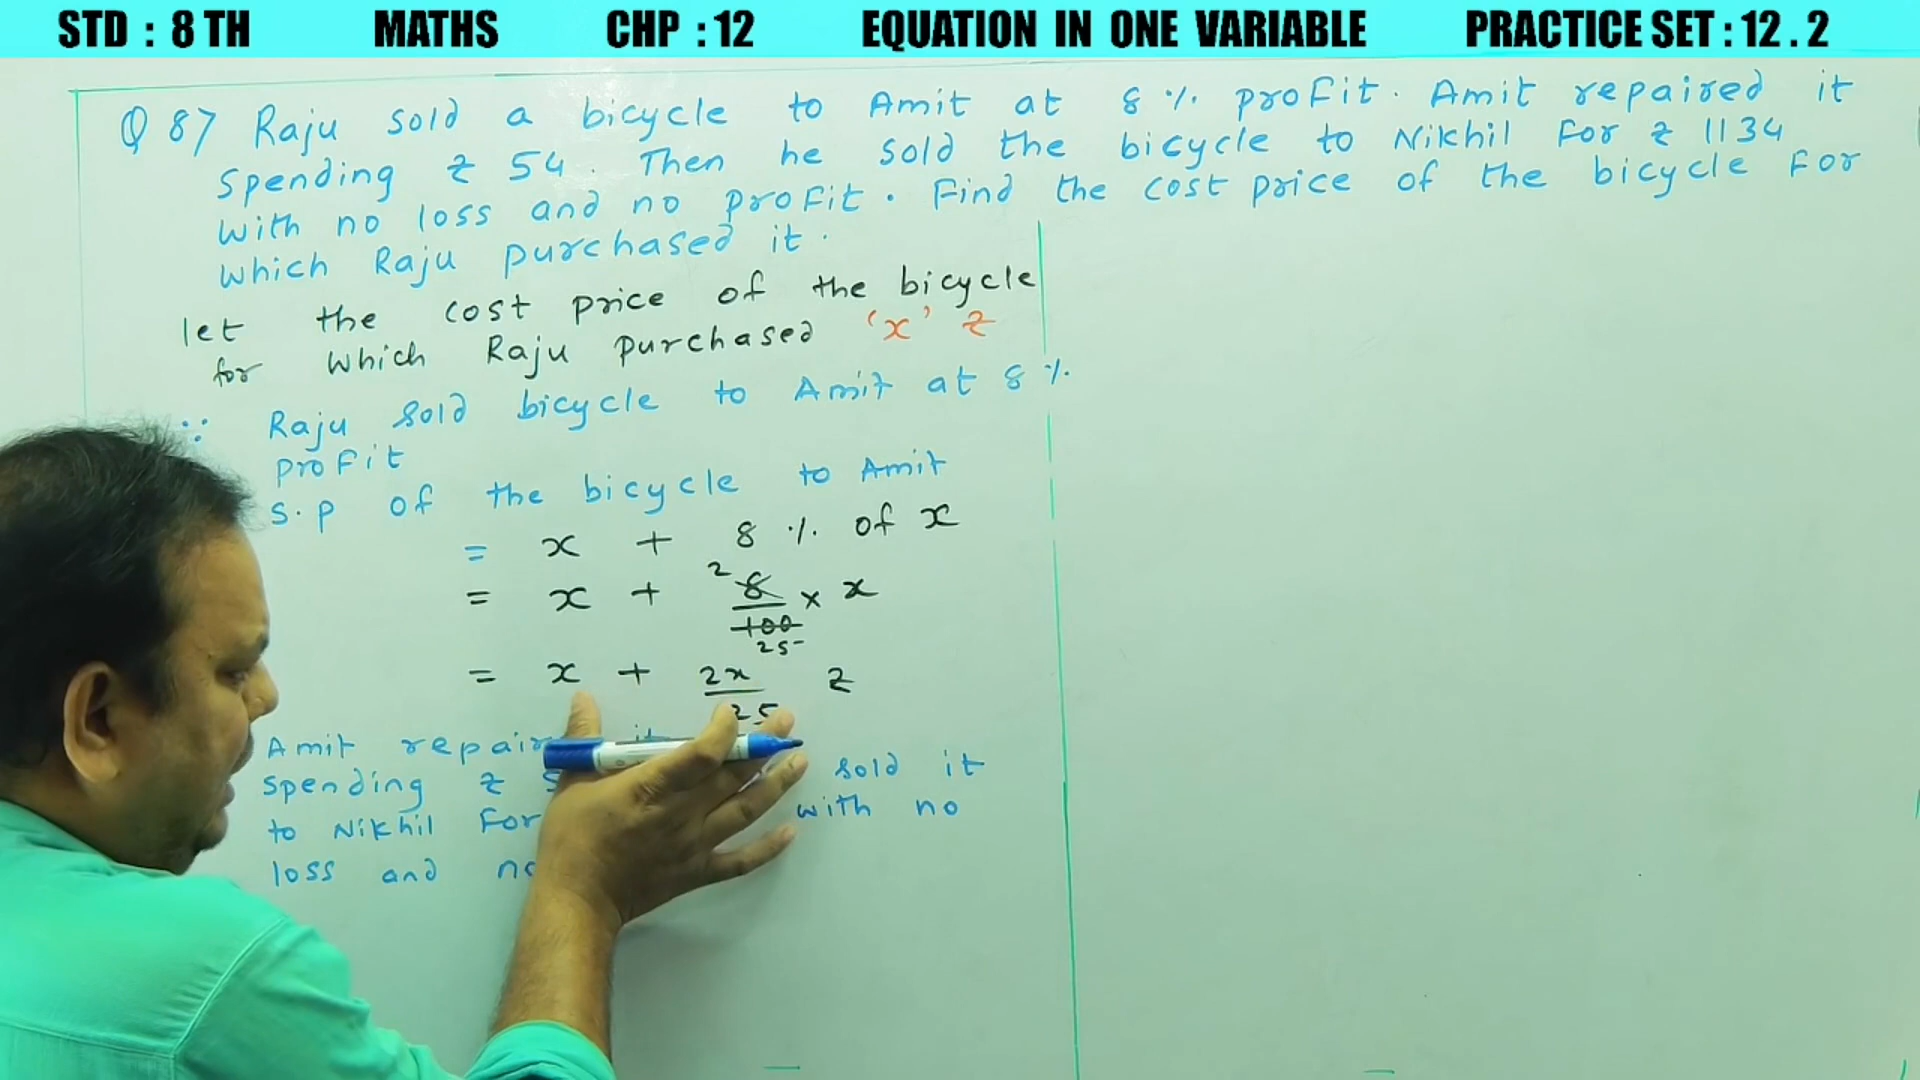 STD : 8 TH MATHS CHP : 12 EQUATION IN ONE VARIABLE PRACTICE SET : 12 . 2
Q 8) Raju sold a bicycle to Amit at 8 % profit. Amit repaired it
spending ₹ 54. Then he sold the bicycle to Nikhil for ₹ 1134
with no loss and no profit. Find the cost price of the bicycle for
which Raju purchased it.
let the cost price of the bicycle
for which Raju purchased 'x' ₹
∵ Raju sold bicycle to Amit at 8 %
profit
S.P of the bicycle to Amit
= x + 8 % of x
= x + 2 8/100 25 × x
= x + 2x/25 ₹
Amit
spending ₹ sold it
to Nikhil for with no
loss and